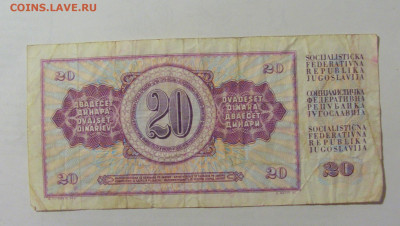 COINS.LAVE.RU
20
20
ДВАДЕСЕТ
ДИНАРА
DVAJSET
DINARJEV
20
DVADESET
DINARA
ДВАЕСЕТ
ДИНАРИ
SOCIJALISTIČKA
FEDERATIVNA
REPUBLIKA
JUGOSLAVIJA
СОЦИЈАЛИСТИЧКА
ФЕДЕРАТИВНА
РЕПУБЛИКА
ЈУГОСЛАВИЈА
SOCIALISTIČNA
FEDERATIVNA
REPUBLIKA
JUGOSLAVIJA
20
20
20